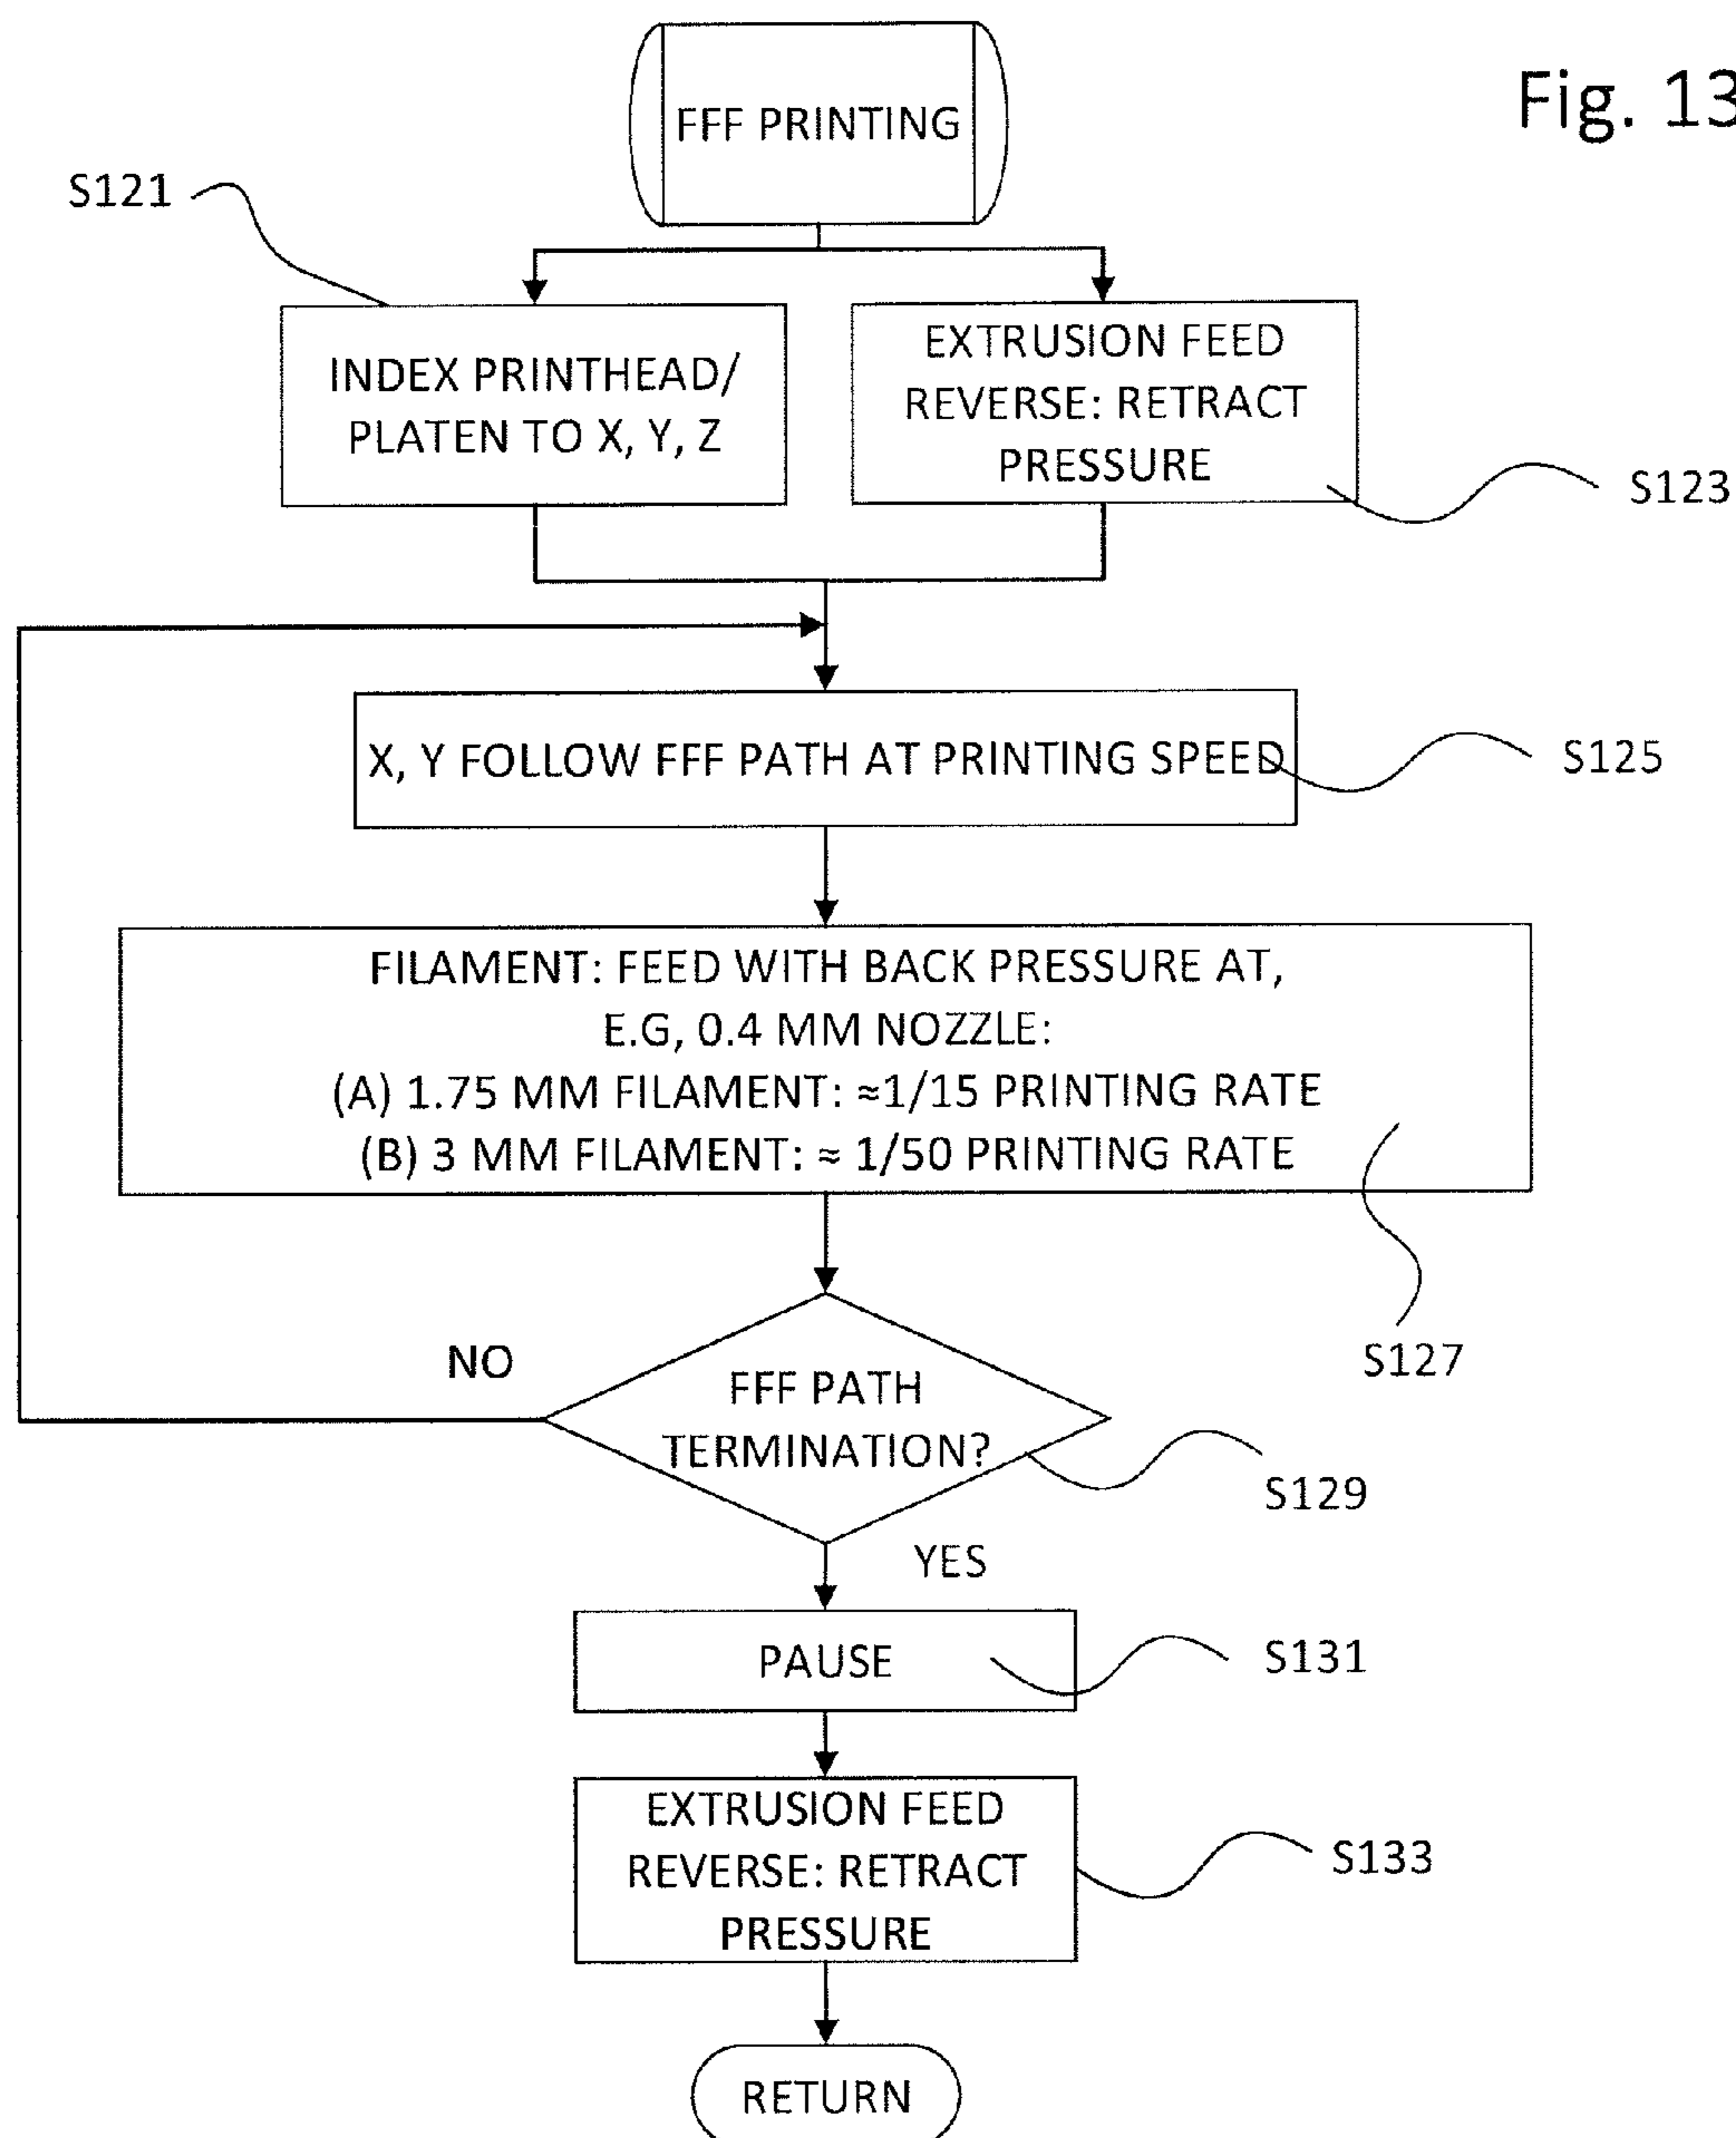 Fig. 13
FFF PRINTING
S121
INDEX PRINTHEAD/
PLATEN TO X, Y, Z
EXTRUSION FEED
REVERSE: RETRACT
PRESSURE
S123
X, Y FOLLOW FFF PATH AT PRINTING SPEED
S125
FILAMENT: FEED WITH BACK PRESSURE AT,
E.G, 0.4 MM NOZZLE:
(A) 1.75 MM FILAMENT: ≈1/15 PRINTING RATE
(B) 3 MM FILAMENT: ≈ 1/50 PRINTING RATE
S127
NO
FFF PATH
TERMINATION?
S129
YES
PAUSE
S131
EXTRUSION FEED
REVERSE: RETRACT
PRESSURE
S133
RETURN